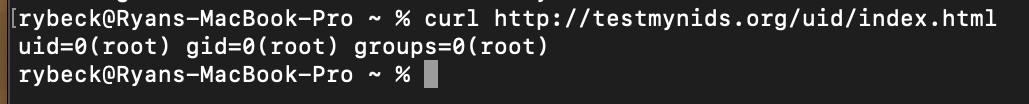 [rybeck@Ryans-MacBook-Pro ~ % curl http://testmynids.org/uid/index.html
uid=0(root) gid=0(root) groups=0(root)
rybeck@Ryans-MacBook-Pro ~ %